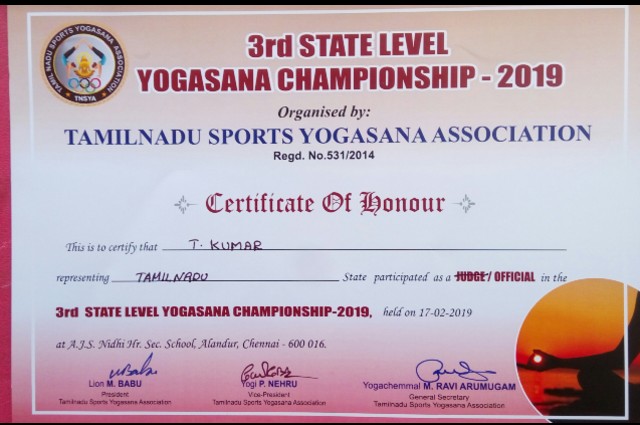 TAMIL NADU SPORTS YOGASANA ASSOCIATION
TNSYA
3rd STATE LEVEL
YOGASANA CHAMPIONSHIP - 2019
Organised by:
TAMILNADU SPORTS YOGASANA ASSOCIATION
Regd. No.531/2014
Certificate Of Honour
This is to certify that T. KUMAR
representing TAMILNADU State participated as a JUDGE / OFFICIAL in the
3rd STATE LEVEL YOGASANA CHAMPIONSHIP-2019, held on 17-02-2019
at A.J.S. Nidhi Hr. Sec. School, Alandur, Chennai - 600 016.
Lion M. BABU Yogi P. NEHRU Yogachemmal M. RAVI ARUMUGAM
President Vice-President General Secretary
Tamilnadu Sports Yogasana Association Tamilnadu Sports Yogasana Association Tamilnadu Sports Yogasana Association